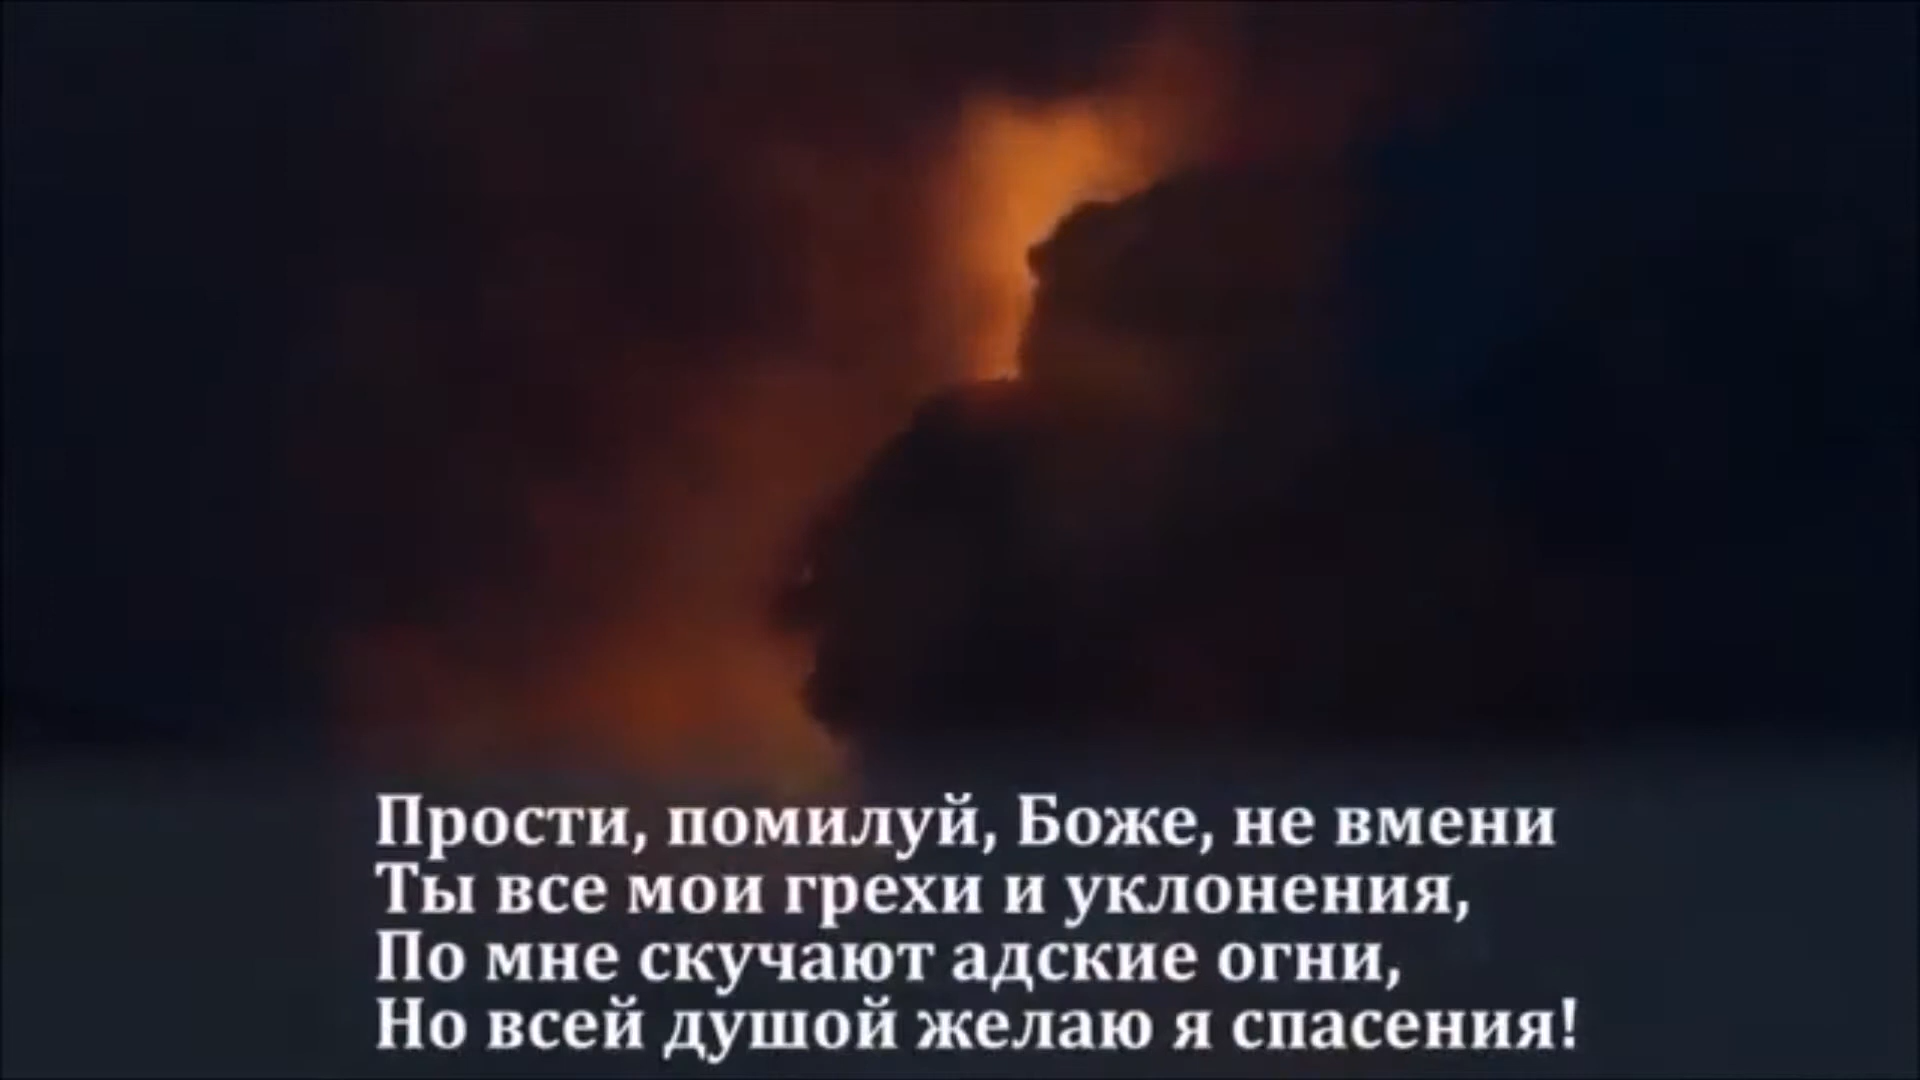 Прости, помилуй, Боже, не вмени
Ты все мои грехи и уклонения,
По мне скучают адские огни,
Но всей душой желаю я спасения!